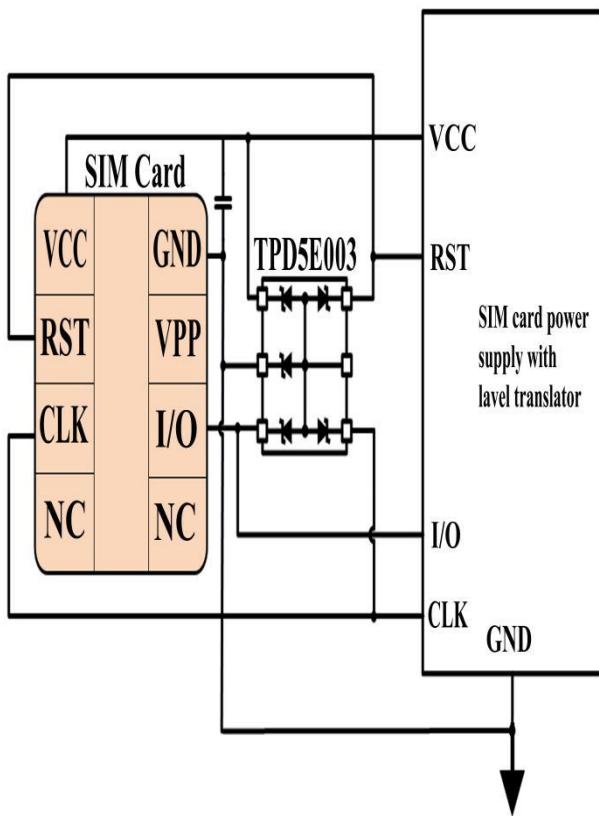 VCC
SIM Card
VCC GND
TPD5E003
RST
RST VPP
SIM card power
supply with
lavel translator
CLK I/O
NC NC
I/O
CLK
GND